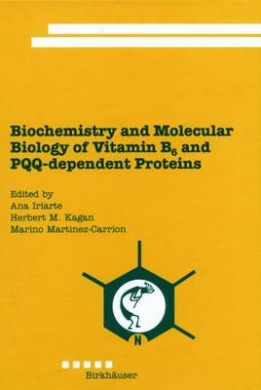 Biochemistry and Molecular
Biology of Vitamin B₆ and
PQQ-dependent Proteins
Edited by
Ana Iriarte
Herbert M. Kagan
Marino Martinez-Carrion
N
Birkhäuser